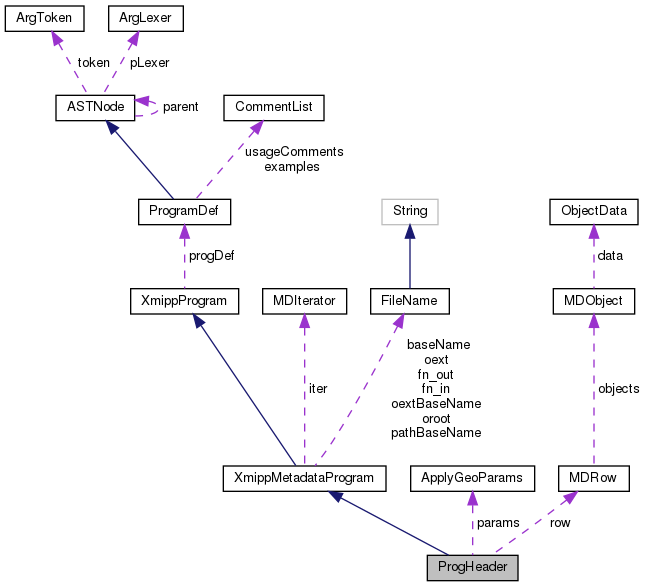 ArgToken
ArgLexer
token
pLexer
ASTNode
parent
CommentList
usageComments
examples
ProgramDef
String
ObjectData
progDef
data
XmippProgram
MDIterator
FileName
MDObject
baseName
oext
fn_out
fn_in
oextBaseName
oroot
pathBaseName
iter
objects
XmippMetadataProgram
ApplyGeoParams
MDRow
params
row
ProgHeader